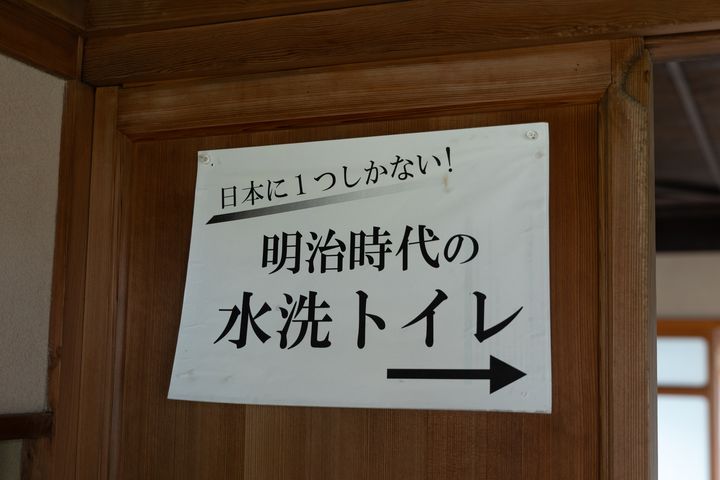 日本に１つしかない！
明治時代の
水洗トイレ